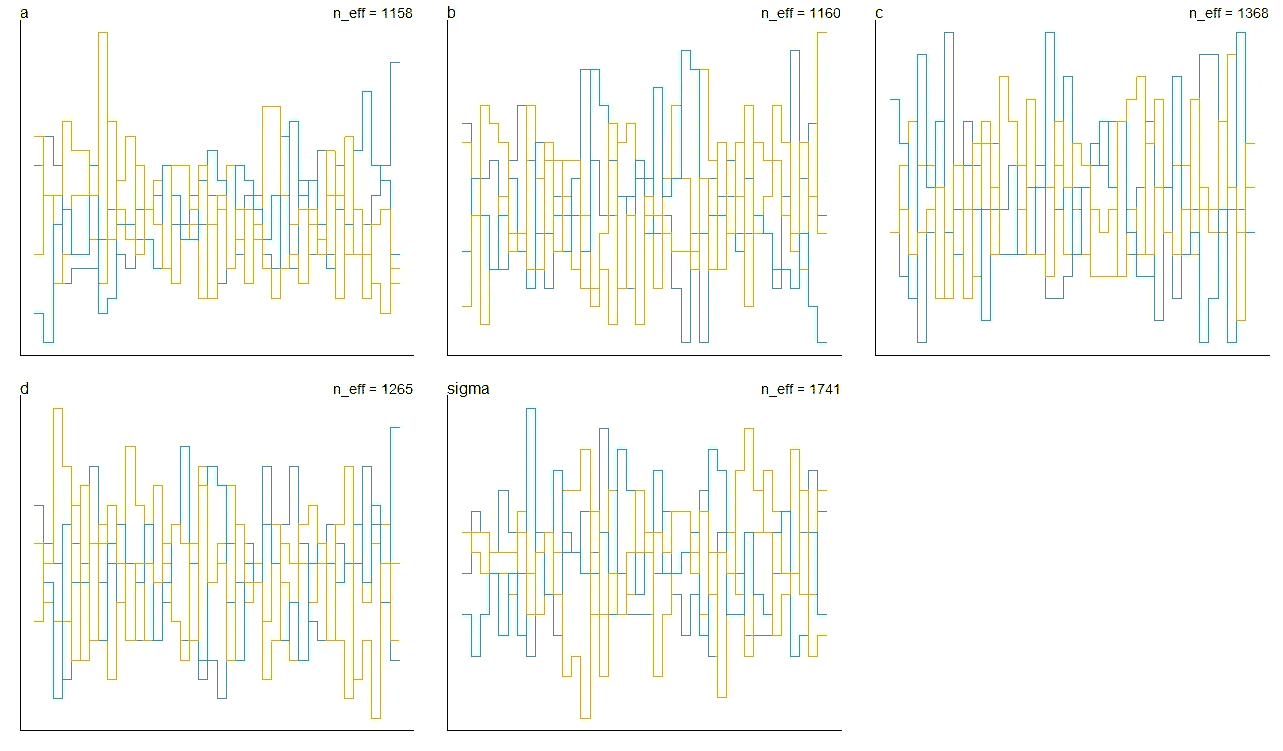 a n_eff = 1158
b n_eff = 1160
c n_eff = 1368
d n_eff = 1265
sigma n_eff = 1741